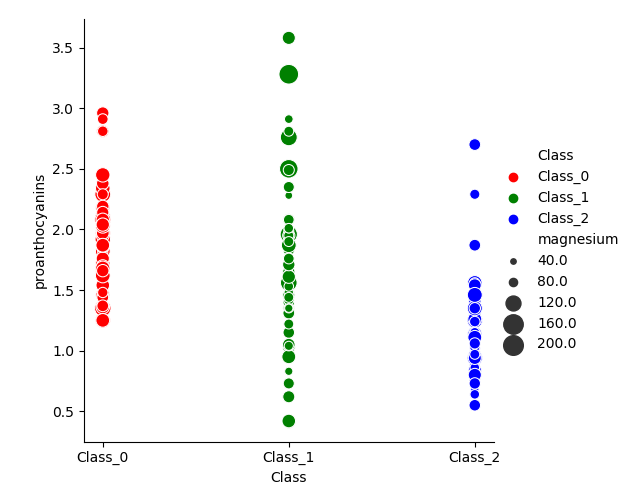 3.5
3.0
2.5
2.0
1.5
1.0
0.5
proanthocyanins
Class_0
Class_1
Class_2
Class
Class
Class_0
Class_1
Class_2
magnesium
40.0
80.0
120.0
160.0
200.0